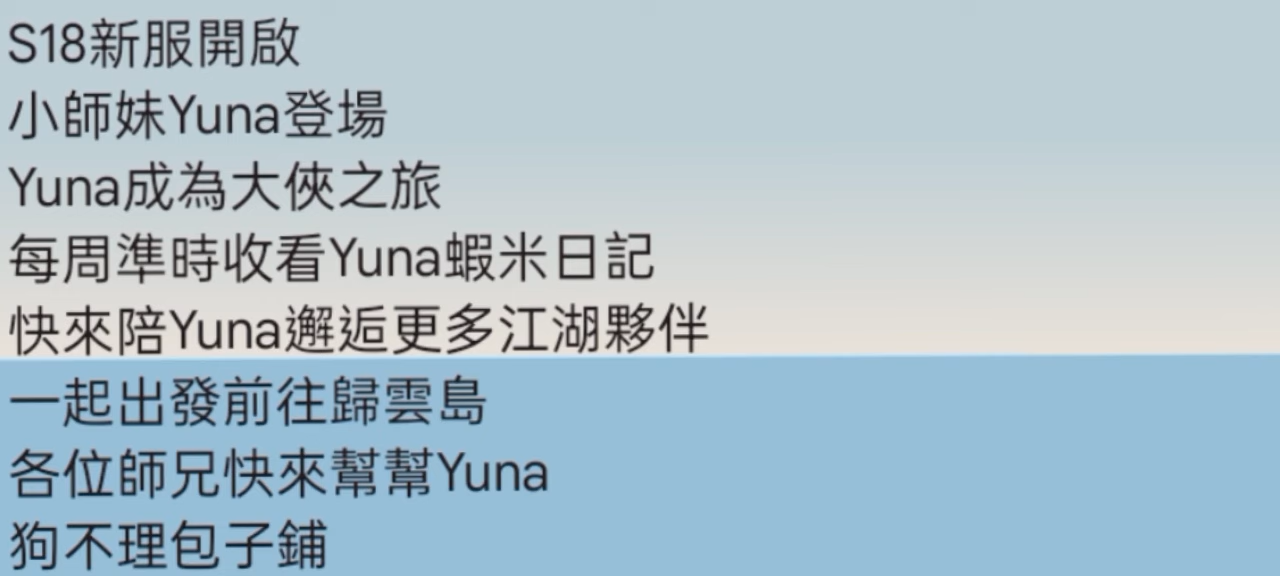 S18新服開啟
小師妹Yuna登場
Yuna成為大俠之旅
每周準時收看Yuna蝦米日記
快來陪Yuna邂逅更多江湖夥伴
一起出發前往歸雲島
各位師兄快來幫幫Yuna
狗不理包子鋪